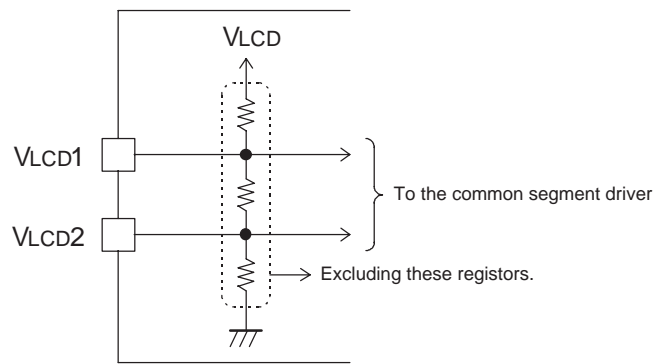 VLCD
VLCD1
To the common segment driver
VLCD2
Excluding these registors.